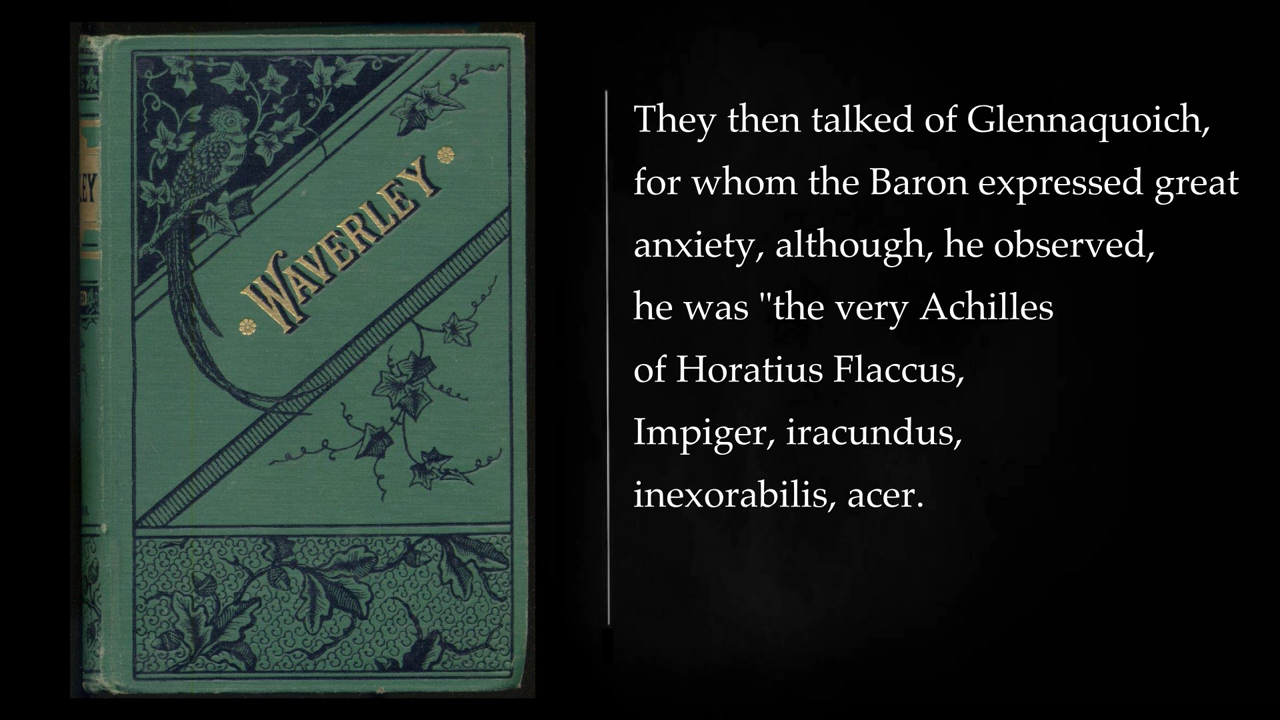 WAVERLEY
They then talked of Glennaquoich,
for whom the Baron expressed great
anxiety, although, he observed,
he was "the very Achilles
of Horatius Flaccus,
Impiger, iracundus,
inexorabilis, acer.